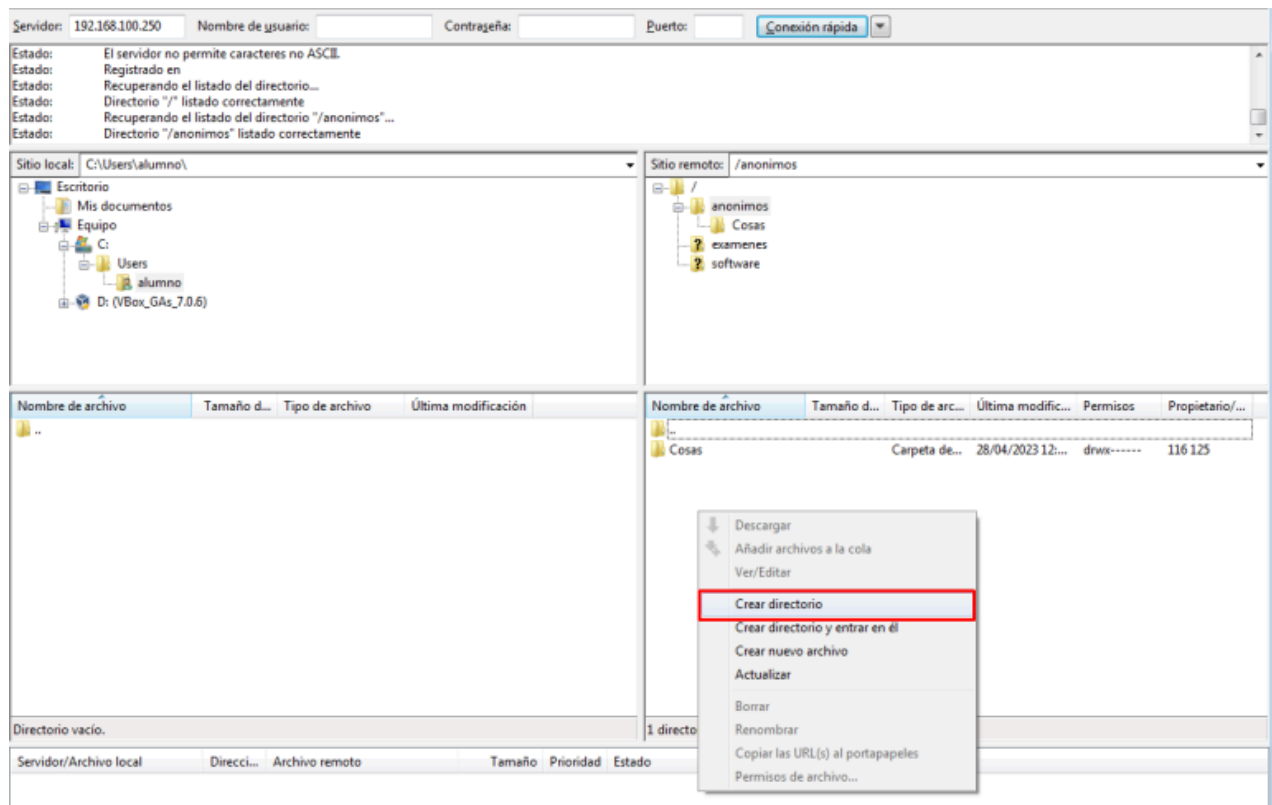 Servidor: 192.168.100.250 Nombre de usuario: Contraseña: Puerto: Conexión rápida
Estado: El servidor no permite caracteres no ASCII.
Estado: Registrado en
Estado: Recuperando el listado del directorio...
Estado: Directorio "/" listado correctamente
Estado: Recuperando el listado del directorio "/anonimos"...
Estado: Directorio "/anonimos" listado correctamente
Sitio local: C:\Users\alumno\
Escritorio
Mis documentos
Equipo
C:
Users
alumno
D: (VBox_GAs_7.0.6)
Sitio remoto: /anonimos
/
anonimos
Cosas
? examenes
? software
Nombre de archivo Tamaño d... Tipo de archivo Última modificación
..
Directorio vacío.
Nombre de archivo Tamaño d... Tipo de arc... Última modific... Permisos Propietario/...
..
Cosas Carpeta de... 28/04/2023 12:... drwx------ 116 125
1 directo
Descargar
Añadir archivos a la cola
Ver/Editar
Crear directorio
Crear directorio y entrar en él
Crear nuevo archivo
Actualizar
Borrar
Renombrar
Copiar las URL(s) al portapapeles
Permisos de archivo...
Servidor/Archivo local Direcci... Archivo remoto Tamaño Prioridad Estado